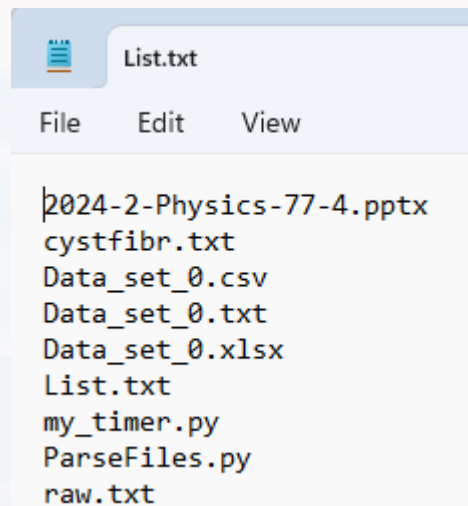 List.txt
File Edit View
2024-2-Physics-77-4.pptx
cystfibr.txt
Data_set_0.csv
Data_set_0.txt
Data_set_0.xlsx
List.txt
my_timer.py
ParseFiles.py
raw.txt